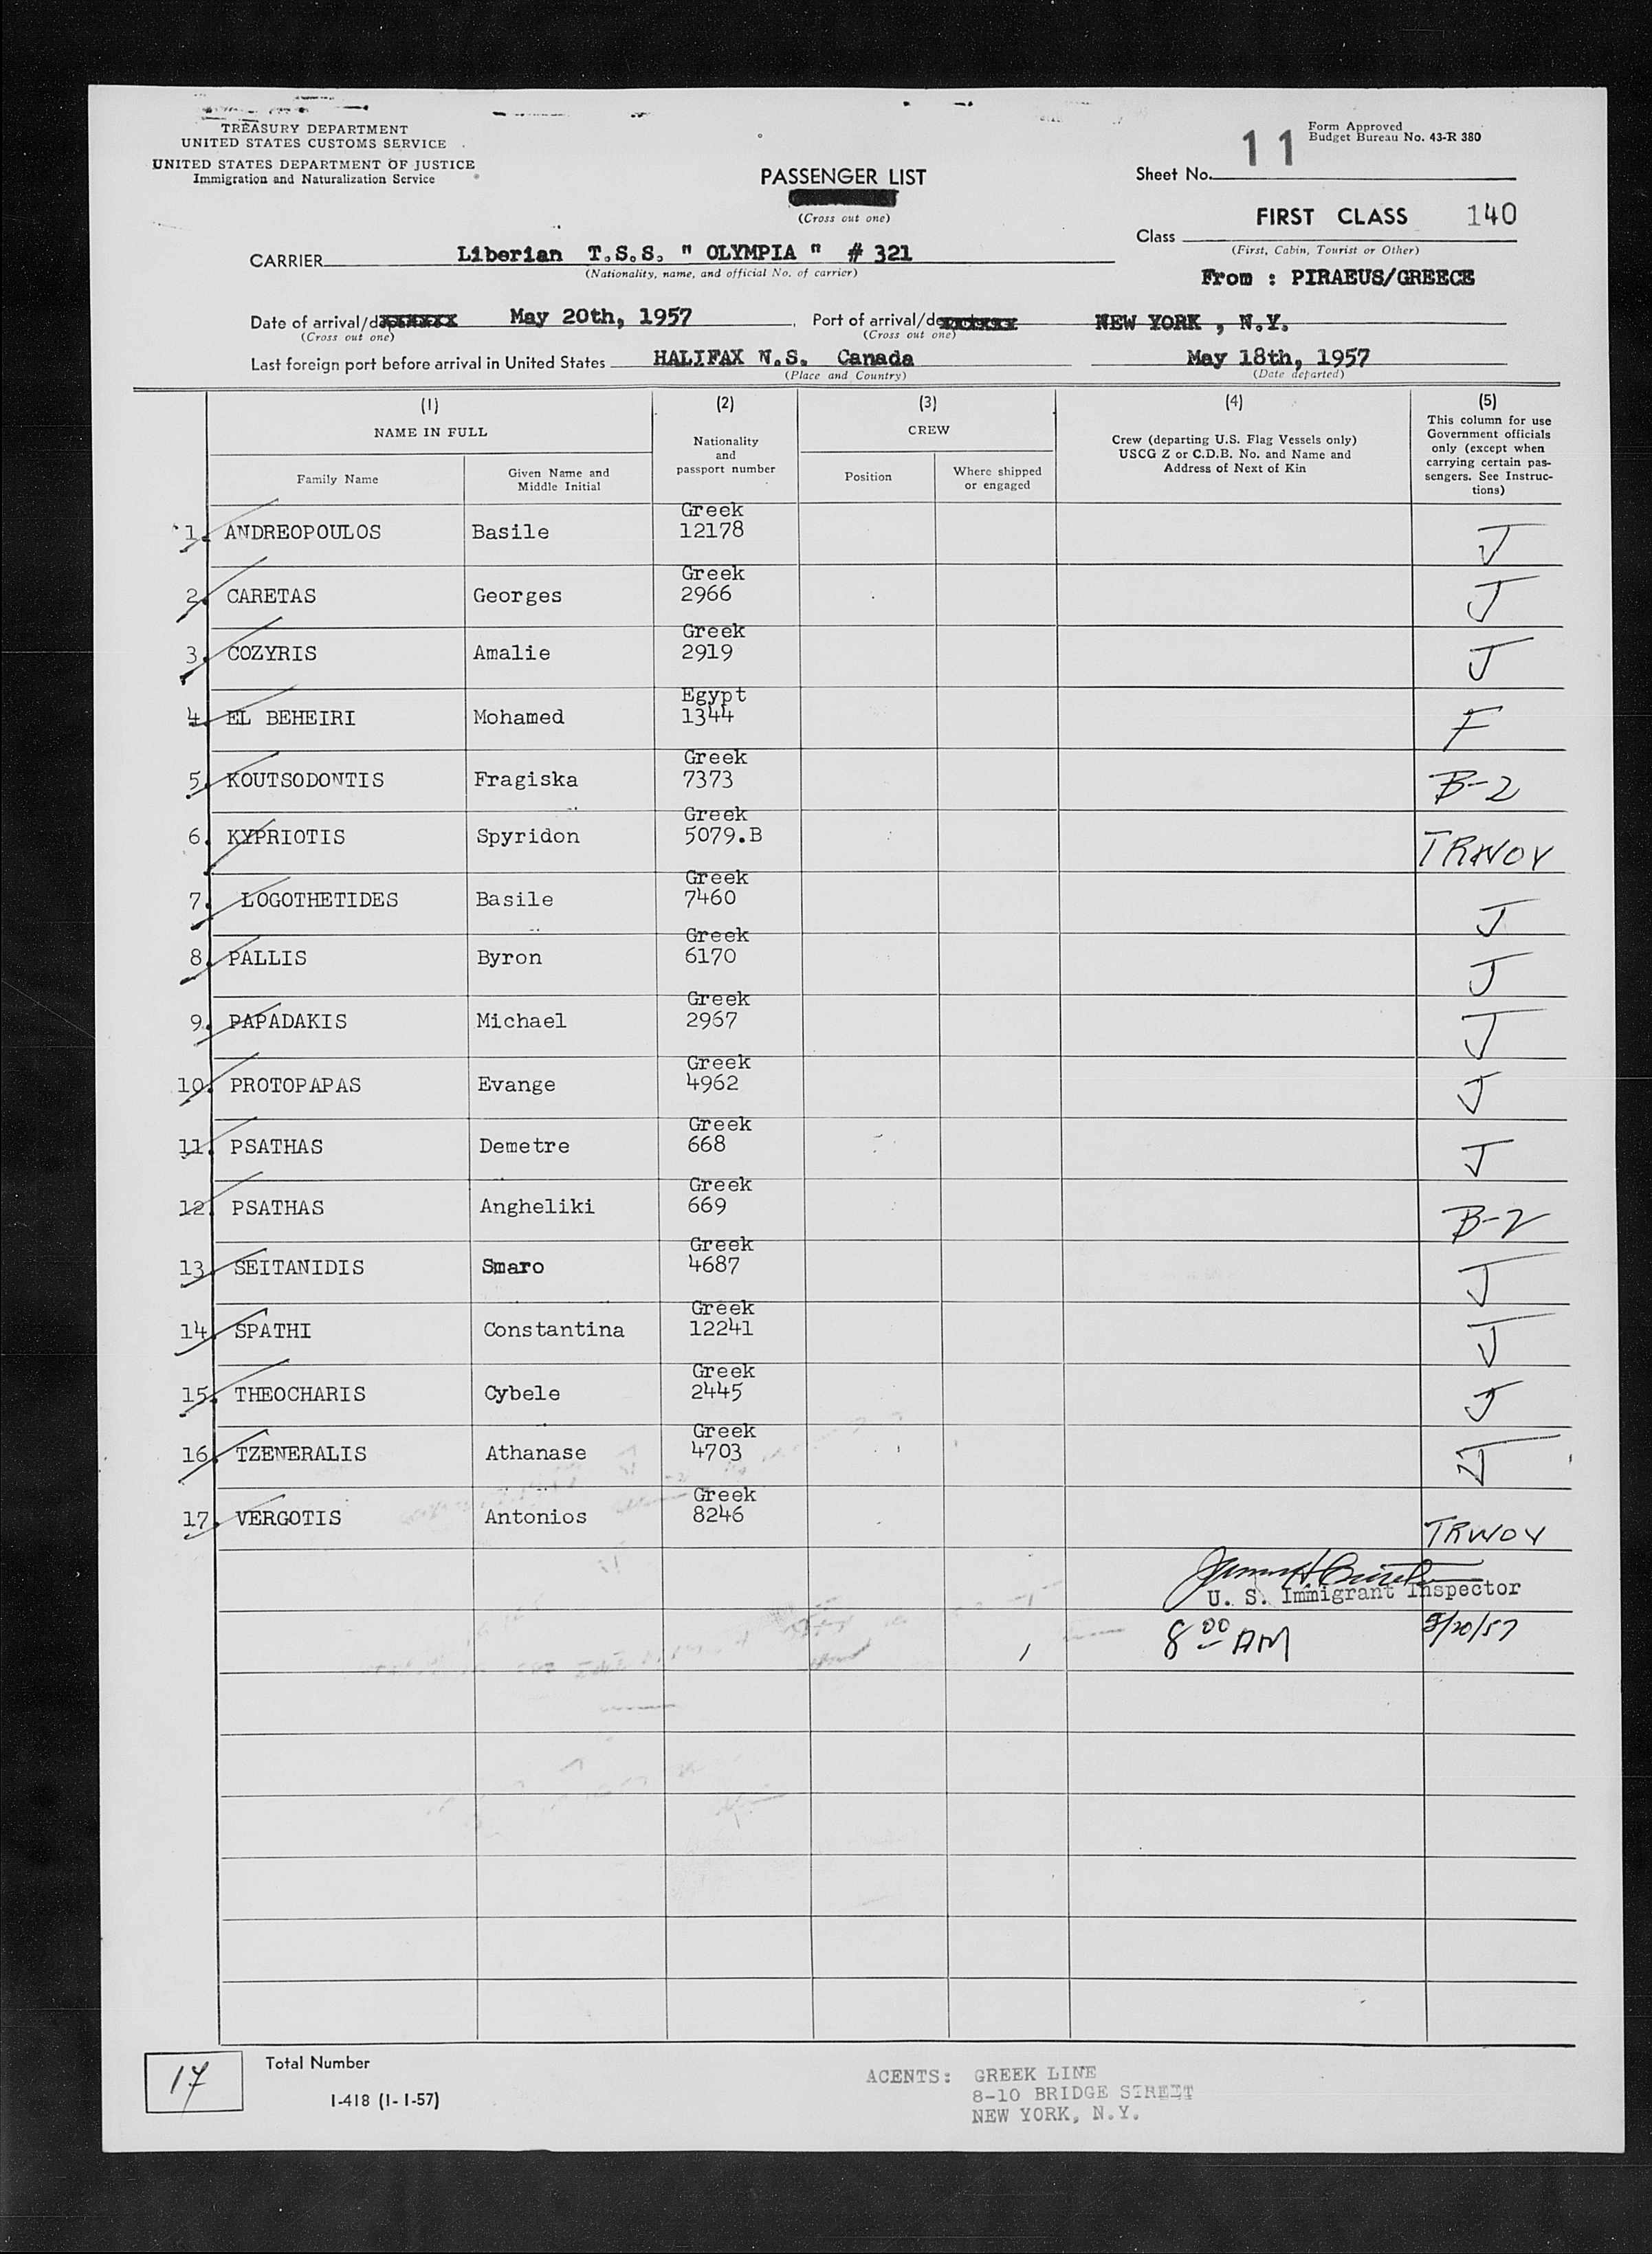 TREASURY DEPARTMENT
UNITED STATES CUSTOMS SERVICE
UNITED STATES DEPARTMENT OF JUSTICE
Immigration and Naturalization Service
Form Approved
Budget Bureau No. 43-R 380
PASSENGER LIST
(Cross out one)
Sheet No. 11
Class FIRST CLASS 140
(First, Cabin, Tourist or Other)
CARRIER Liberian T.S.S. " OLYMPIA " # 321
(Nationality, name, and official No. of carrier)
From : PIRAEUS/GREECE
Date of arrival/ May 20th, 1957 Port of arrival/ NEW YORK , N.Y.
(Cross out one) (Cross out one)
Last foreign port before arrival in United States HALIFAX N.S. Canada May 18th, 1957
(Place and Country) (Date departed)
(1) (2) (3) (4) (5)
NAME IN FULL Nationality and passport number CREW Crew (departing U.S. Flag Vessels only) USCG Z or C.D.B. No. and Name and Address of Next of Kin This column for use Government officials only (except when carrying certain passengers. See Instructions)
Family Name Given Name and Middle Initial Position Where shipped or engaged
Greek
1. ANDREOPOULOS Basile 12178 J
Greek
2. CARETAS Georges 2966 J
Greek
3. COZYRIS Amalie 2919 J
Egypt
4. EL BEHEIRI Mohamed 1344 F
Greek
5. KOUTSODONTIS Fragiska 7373 B-2
Greek
6. KYPRIOTIS Spyridon 5079.B TRWOV
Greek
7. LOGOTHETIDES Basile 7460 J
Greek
8. PALLIS Byron 6170 J
Greek
9. PAPADAKIS Michael 2967 J
Greek
10. PROTOPAPAS Evange 4962 J
Greek
11. PSATHAS Demetre 668 J
Greek
12. PSATHAS Angheliki 669 B-2
Greek
13. SEITANIDIS Smaro 4687 J
Greek
14. SPATHI Constantina 12241 J
Greek
15. THEOCHARIS Cybele 2445 J
Greek
16. TZENERALIS Athanase 4703 J
Greek
17. VERGOTIS Antonios 8246 TRWOV
U. S. Immigrant Inspector
8 00 AM 5/20/57
17 Total Number
I-418 (1-1-57)
ACENTS: GREEK LINE
8-10 BRIDGE STREET
NEW YORK, N.Y.